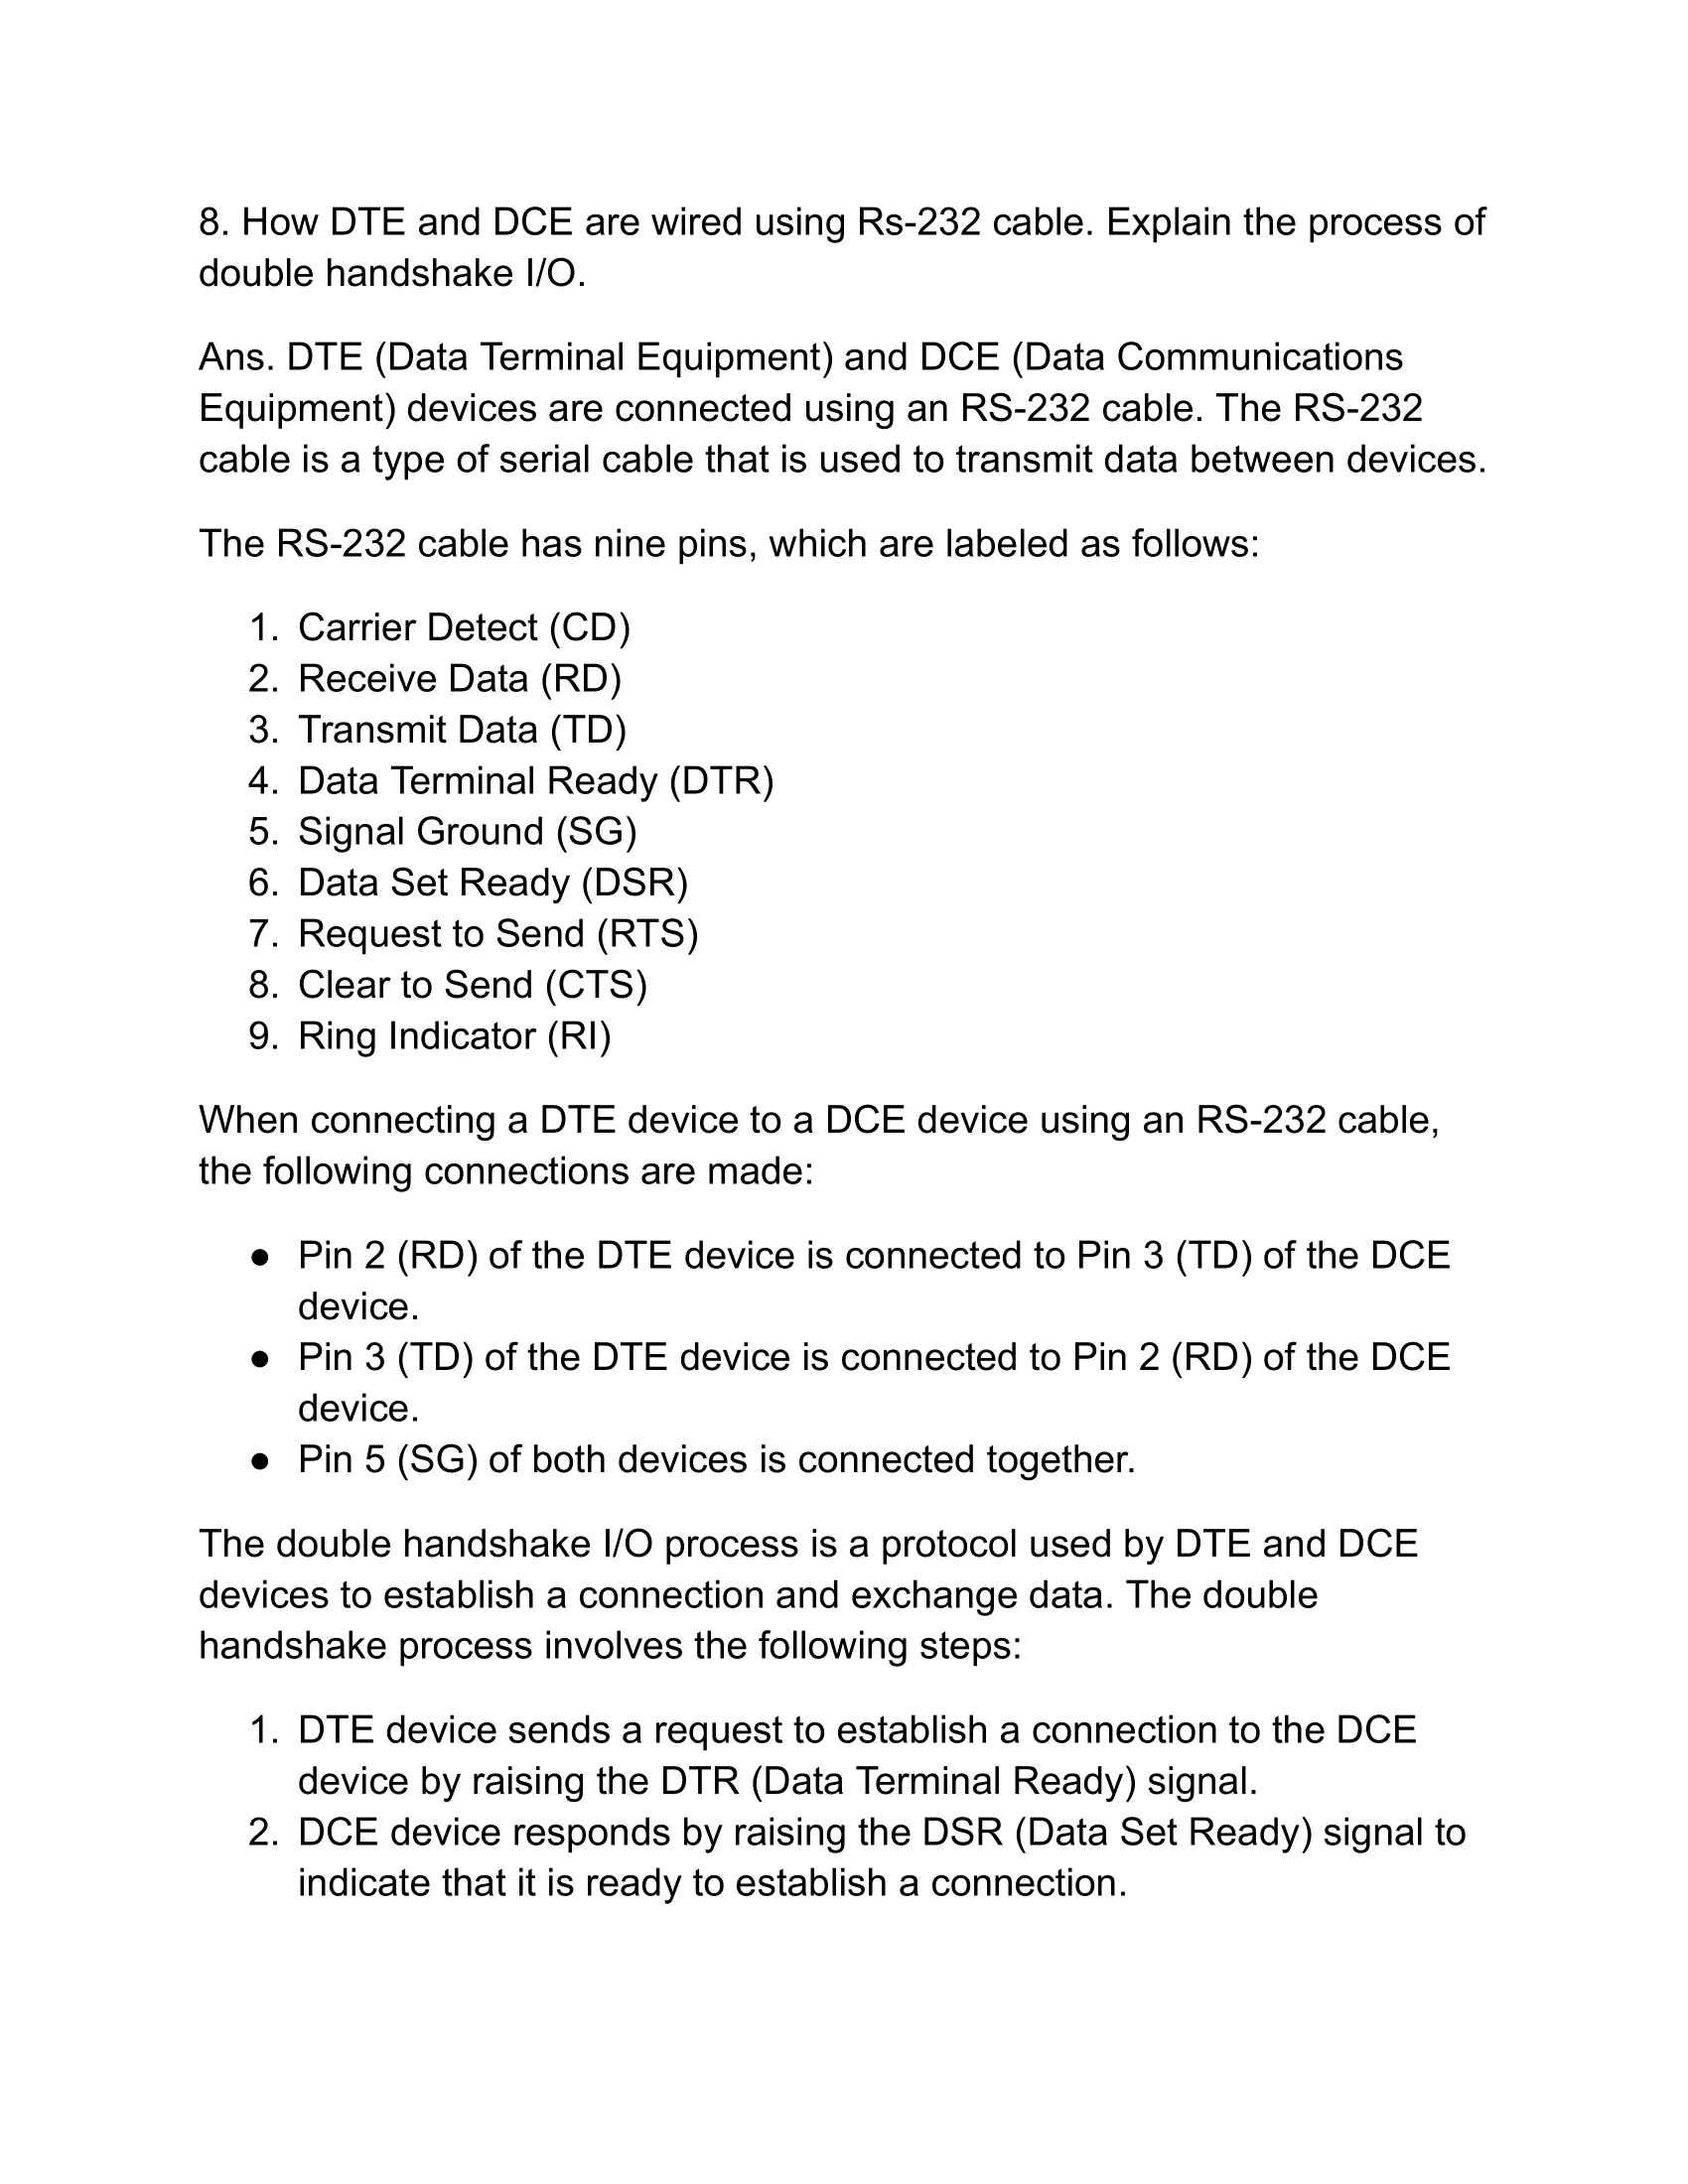 8. How DTE and DCE are wired using Rs-232 cable. Explain the process of
double handshake I/O.
Ans. DTE (Data Terminal Equipment) and DCE (Data Communications
Equipment) devices are connected using an RS-232 cable. The RS-232
cable is a type of serial cable that is used to transmit data between devices.
The RS-232 cable has nine pins, which are labeled as follows:
1. Carrier Detect (CD)
2. Receive Data (RD)
3. Transmit Data (TD)
4. Data Terminal Ready (DTR)
5. Signal Ground (SG)
6. Data Set Ready (DSR)
7. Request to Send (RTS)
8. Clear to Send (CTS)
9. Ring Indicator (RI)
When connecting a DTE device to a DCE device using an RS-232 cable,
the following connections are made:
● Pin 2 (RD) of the DTE device is connected to Pin 3 (TD) of the DCE
device.
● Pin 3 (TD) of the DTE device is connected to Pin 2 (RD) of the DCE
device.
● Pin 5 (SG) of both devices is connected together.
The double handshake I/O process is a protocol used by DTE and DCE
devices to establish a connection and exchange data. The double
handshake process involves the following steps:
1. DTE device sends a request to establish a connection to the DCE
device by raising the DTR (Data Terminal Ready) signal.
2. DCE device responds by raising the DSR (Data Set Ready) signal to
indicate that it is ready to establish a connection.